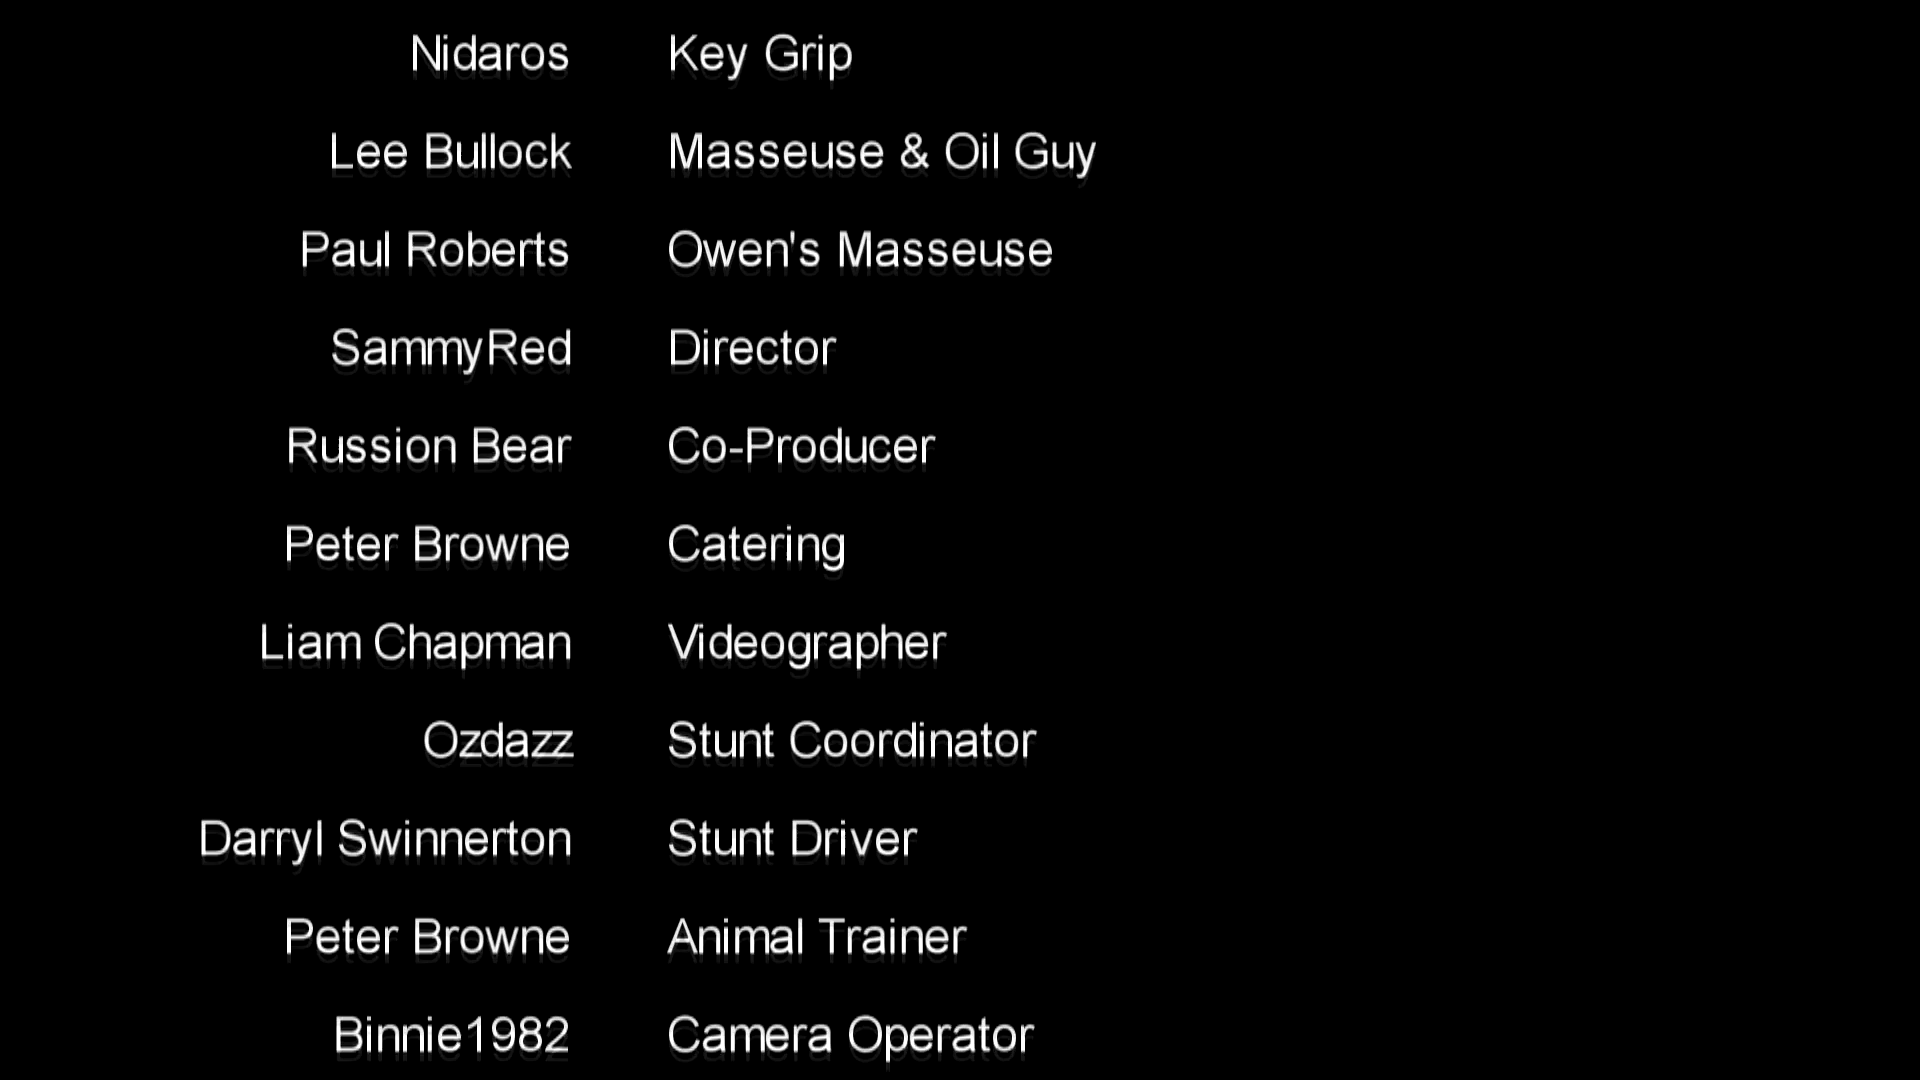 Nidaros Key Grip
Lee Bullock Masseuse & Oil Guy
Paul Roberts Owen's Masseuse
SammyRed Director
Russion Bear Co-Producer
Peter Browne Catering
Liam Chapman Videographer
Ozdazz Stunt Coordinator
Darryl Swinnerton Stunt Driver
Peter Browne Animal Trainer
Binnie1982 Camera Operator